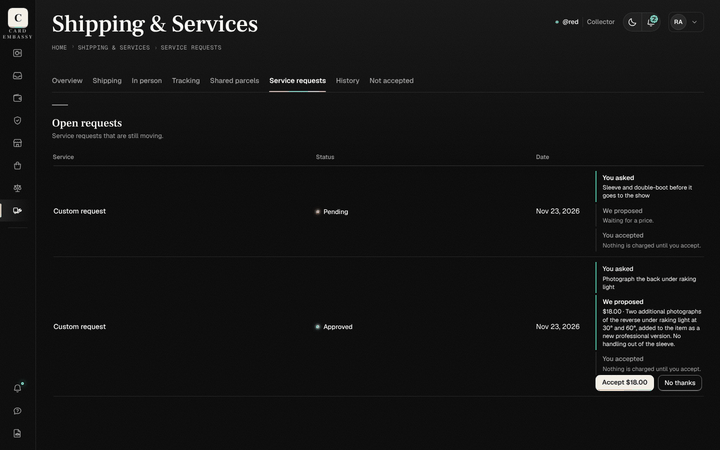 C
CARD
EMBASSY
Shipping & Services
@red
Collector
2
RA
HOME › SHIPPING & SERVICES › SERVICE REQUESTS
Overview
Shipping
In person
Tracking
Shared parcels
Service requests
History
Not accepted
Open requests
Service requests that are still moving.
Service
Status
Date
Custom request
Pending
Nov 23, 2026
You asked
Sleeve and double-boot before it
goes to the show
We proposed
Waiting for a price.
You accepted
Nothing is charged until you accept.
Custom request
Approved
Nov 23, 2026
You asked
Photograph the back under raking
light
We proposed
$18.00 · Two additional photographs
of the reverse under raking light at
30° and 60°, added to the item as a
new professional version. No
handling out of the sleeve.
You accepted
Nothing is charged until you accept.
Accept $18.00
No thanks